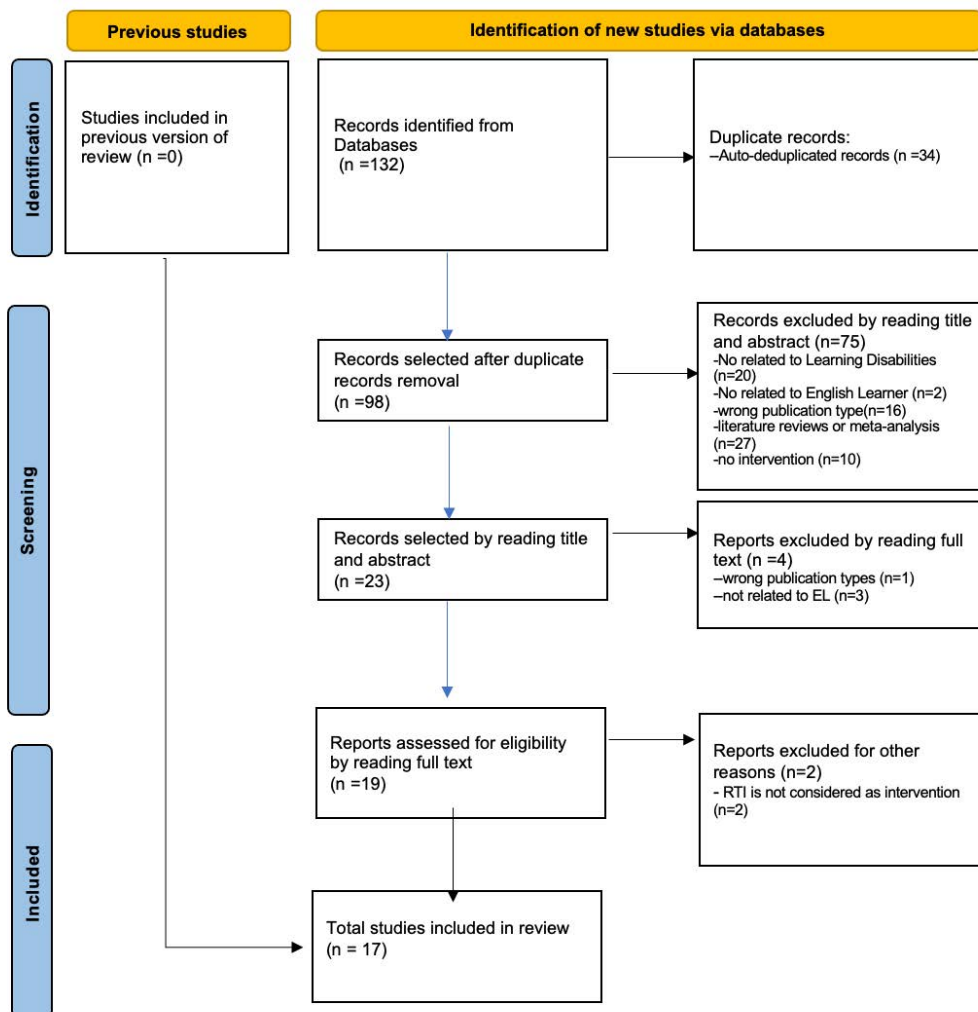 Previous studies
Identification of new studies via databases
Identification
Studies included in
previous version of
review (n =0)
Records identified from
Databases
(n =132)
Duplicate records:
–Auto-deduplicated records (n =34)
Screening
Records selected after duplicate
records removal
(n =98)
Records excluded by reading title
and abstract (n=75)
-No related to Learning Disabilities
(n=20)
-No related to English Learner (n=2)
-wrong publication type(n=16)
-literature reviews or meta-analysis
(n=27)
-no intervention (n=10)
Records selected by reading title
and abstract
(n =23)
Reports excluded by reading full
text (n =4)
–wrong publication types (n=1)
–not related to EL (n=3)
Included
Reports assessed for eligibility
by reading full text
(n =19)
Reports excluded for other
reasons (n=2)
- RTI is not considered as intervention
(n=2)
Total studies included in review
(n = 17)